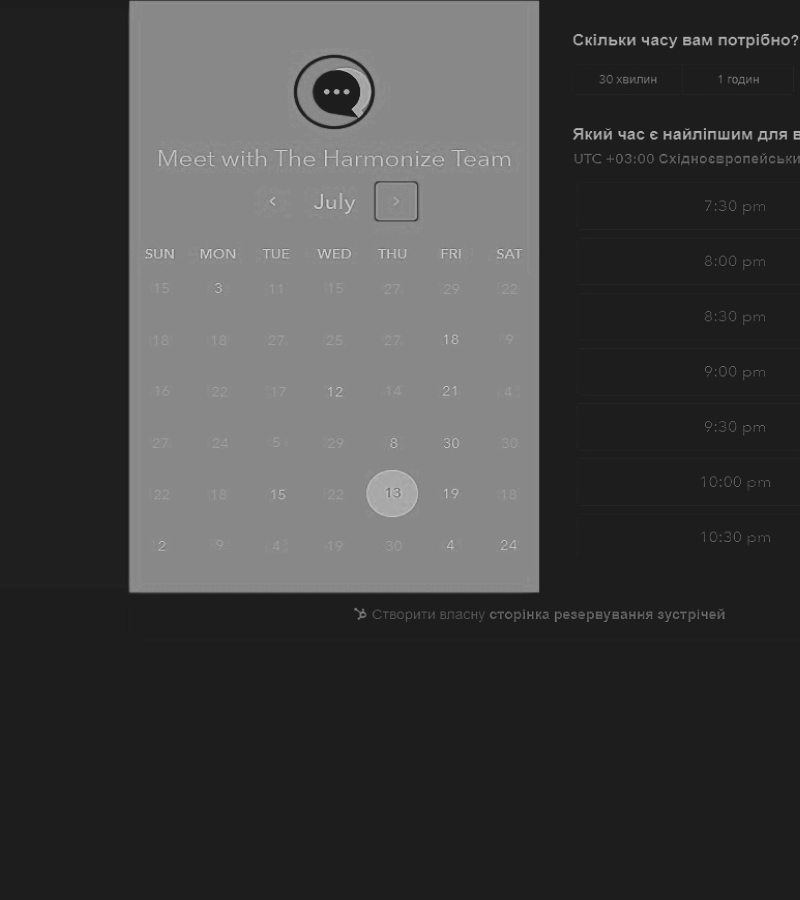 Meet with The Harmonize Team
July
SUN MON TUE WED THU FRI SAT
15 3 11 15 27 29 22
18 18 27 25 27 18 9
16 22 17 12 14 21 4
27 24 5 29 8 30 30
22 18 15 22 13 19 18
2 9 4 19 30 4 24
Скільки часу вам потрібно?
30 хвилин 1 годин
Який час є найліпшим для
UTC +03:00
7:30 pm
8:00 pm
8:30 pm
9:00 pm
9:30 pm
10:00 pm
10:30 pm
Створити власну сторінка резервування зустрічей